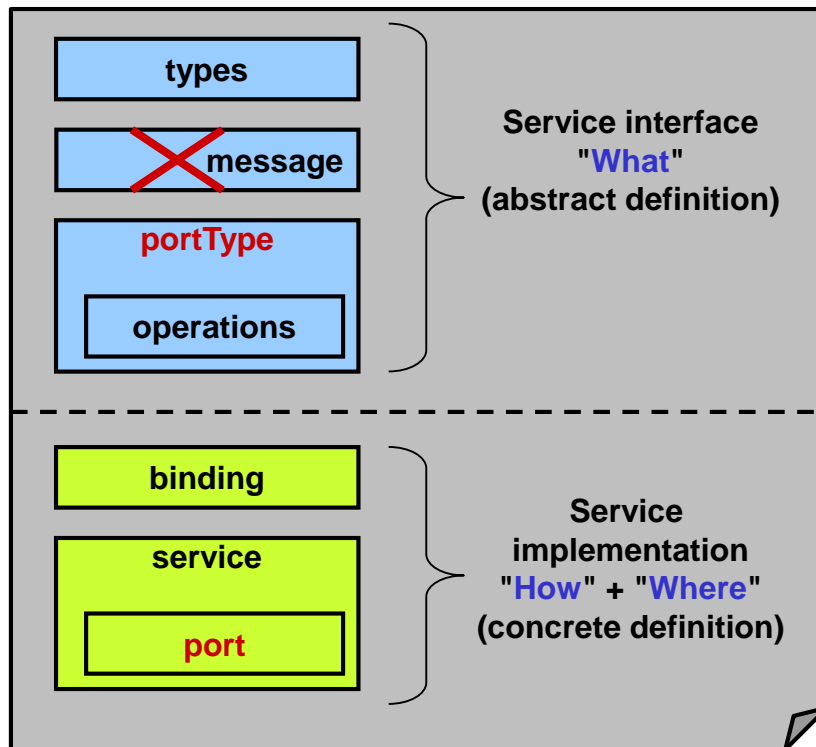 types
message
portType
operations
Service interface
"What"
(abstract definition)
binding
service
port
Service
implementation
"How" + "Where"
(concrete definition)